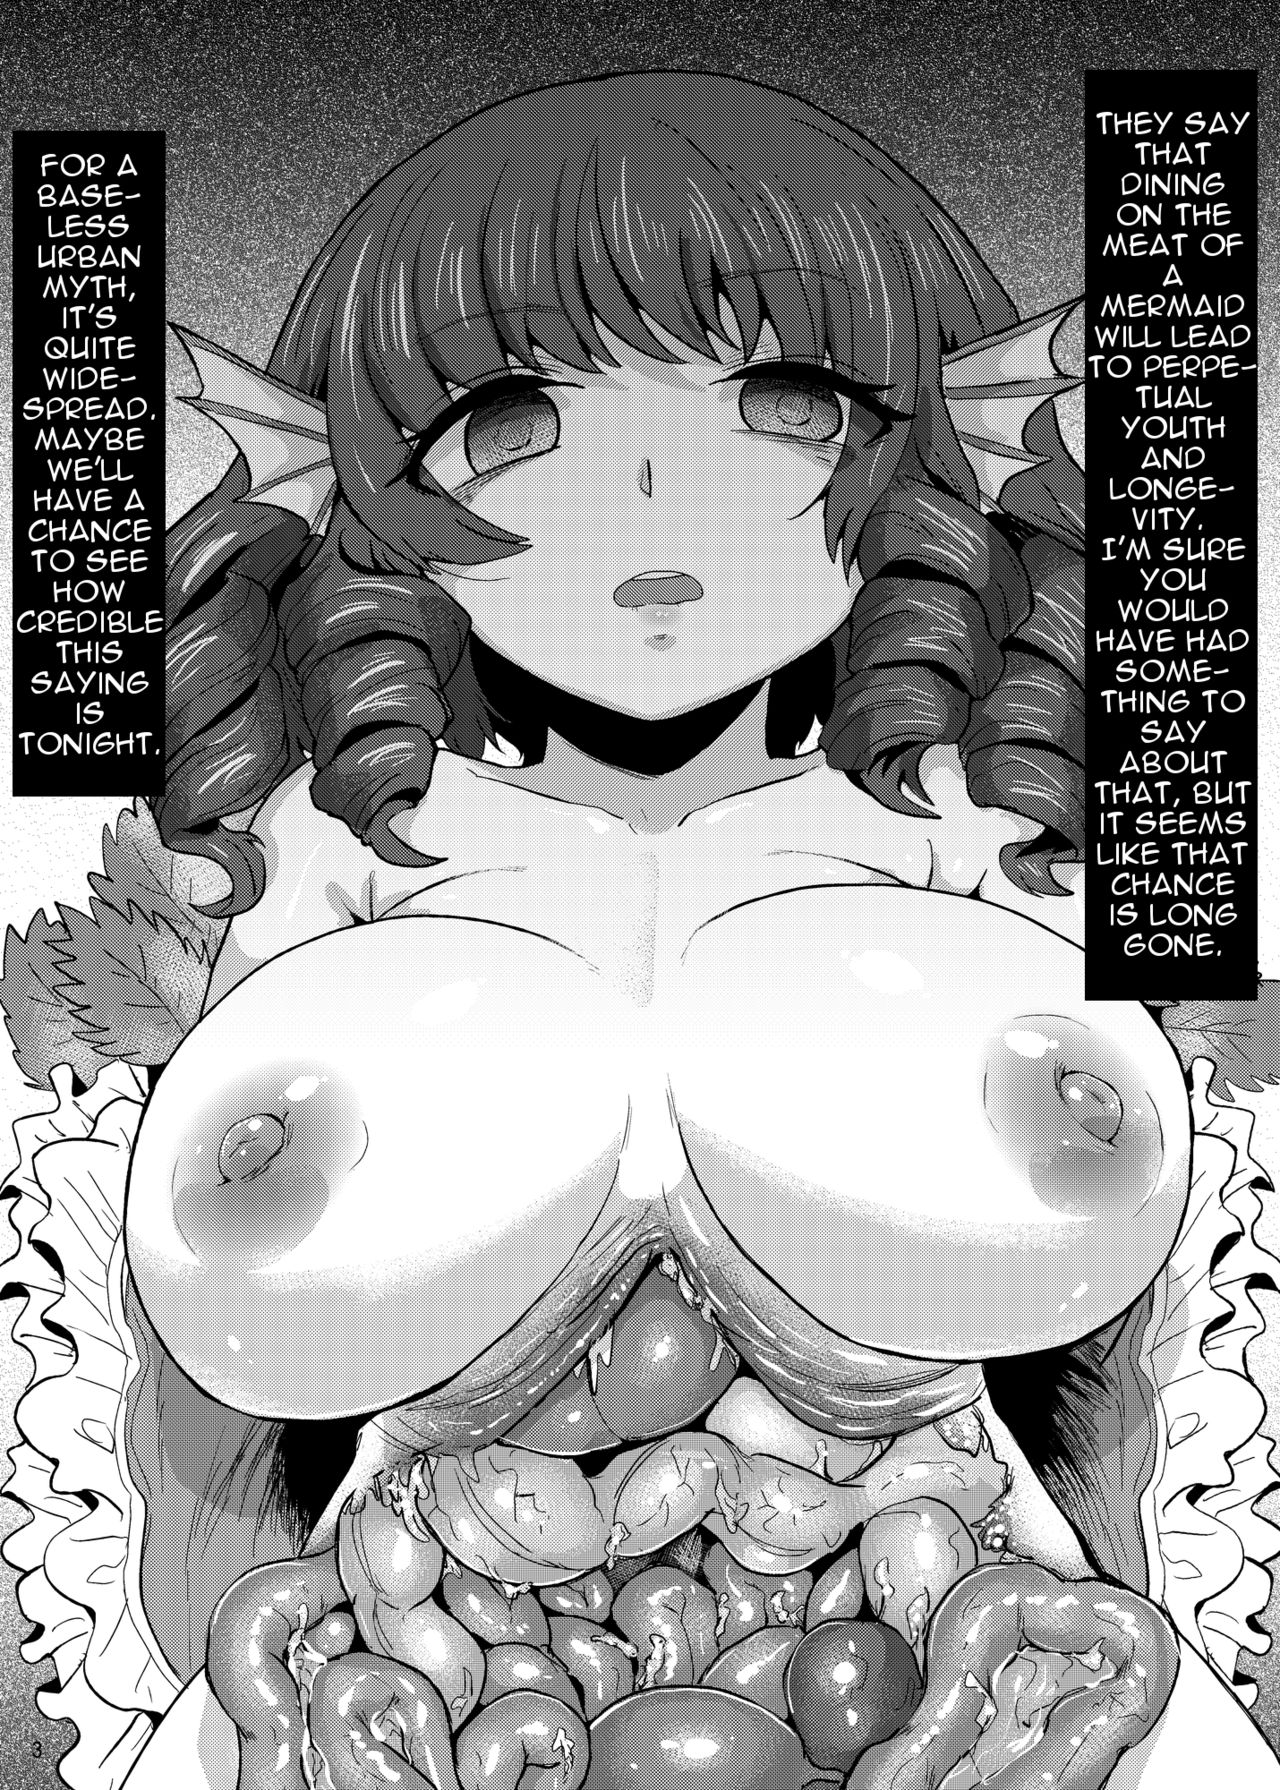 THEY SAY
THAT
DINING
ON THE
MEAT OF
A
MERMAID
WILL LEAD
TO PERPE-
TUAL
YOUTH
AND
LONGE-
VITY.
I'M SURE
YOU
WOULD
HAVE HAD
SOME-
THING TO
SAY
ABOUT
THAT, BUT
IT SEEMS
LIKE THAT
CHANCE
IS LONG
GONE.
FOR A
BASE-
LESS
URBAN
MYTH,
IT'S
QUITE
WIDE-
SPREAD.
MAYBE
WE'LL
HAVE A
CHANCE
TO SEE
HOW
CREDIBLE
THIS
SAYING
IS
TONIGHT.
3